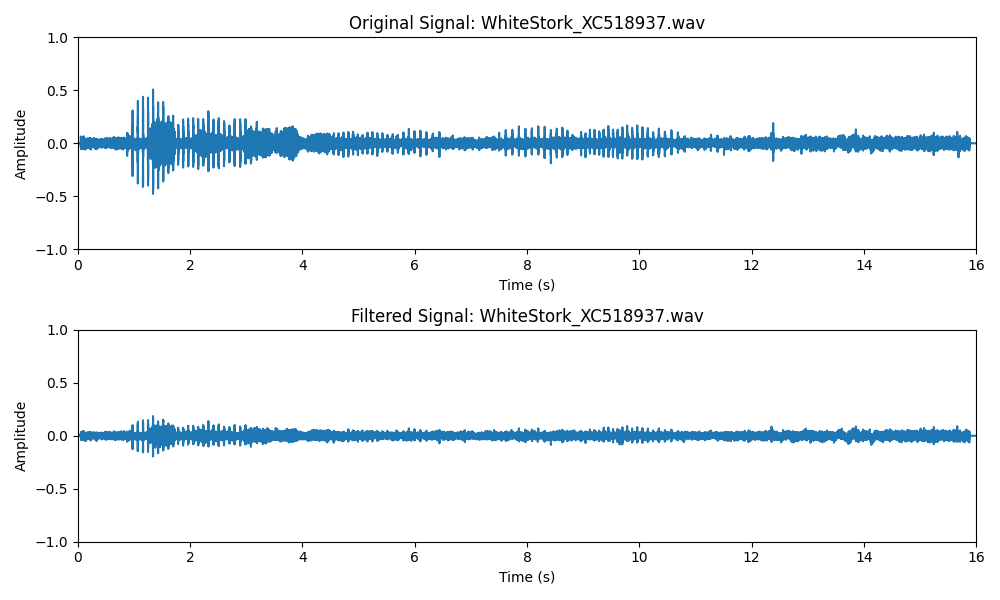 Original Signal: WhiteStork_XC518937.wav
1.0
0.5
0.0
−0.5
−1.0
Amplitude
0 2 4 6 8 10 12 14 16
Time (s)
Filtered Signal: WhiteStork_XC518937.wav
1.0
0.5
0.0
−0.5
−1.0
Amplitude
0 2 4 6 8 10 12 14 16
Time (s)